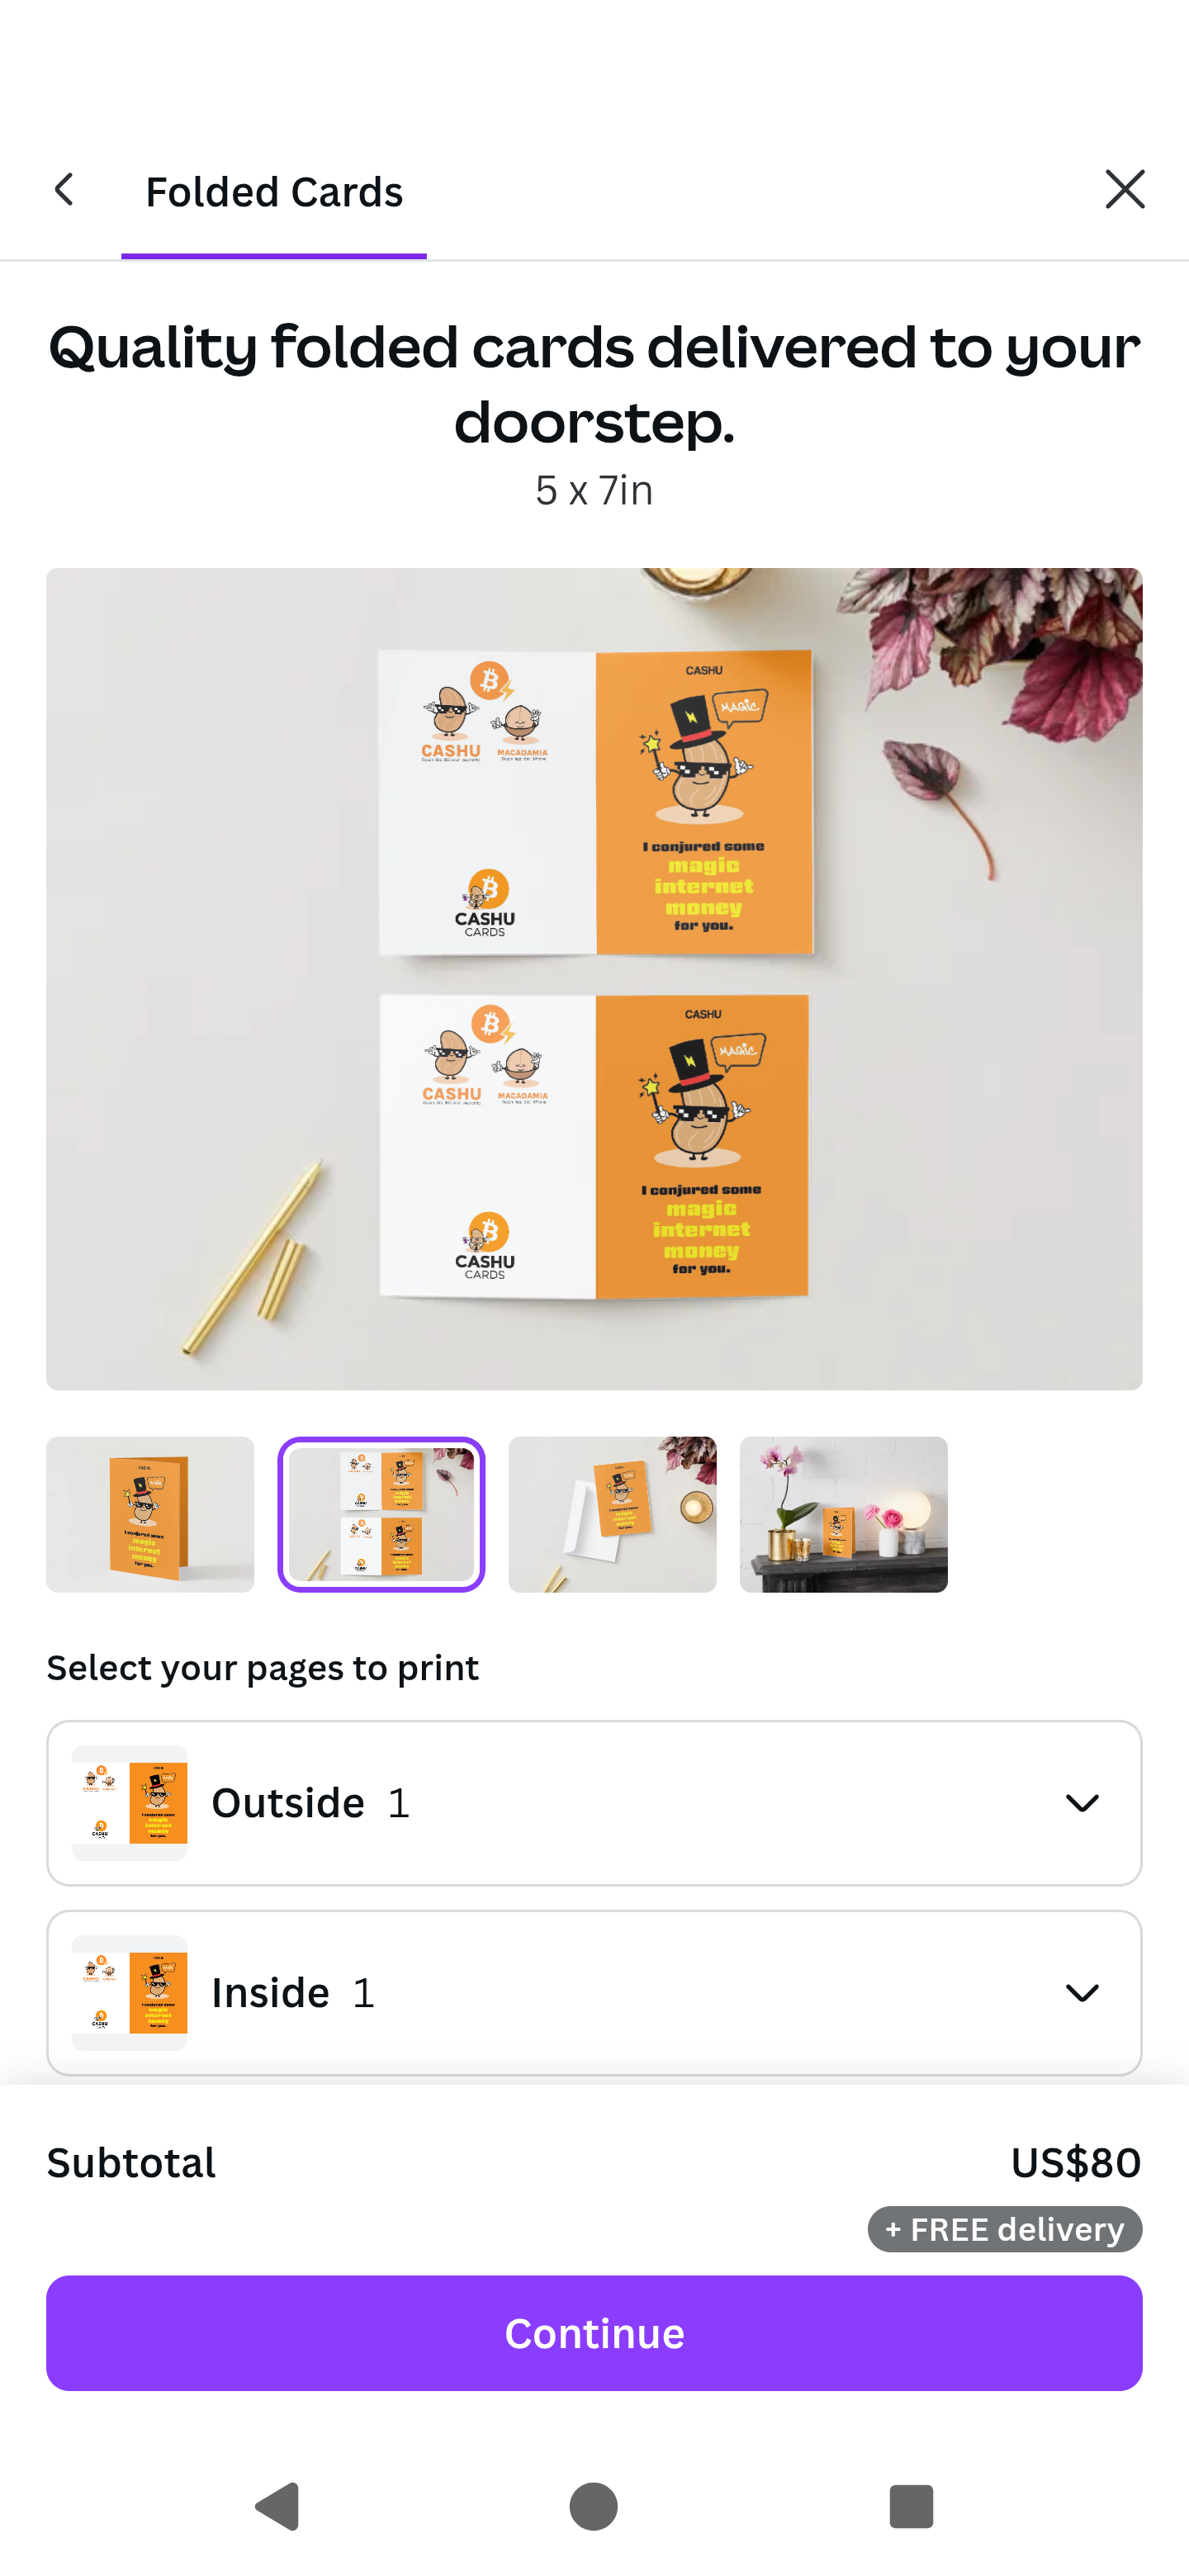 Folded Cards
Quality folded cards delivered to your
doorstep.
5 x 7in
CASHU
MAGIC
CASHU
MACADAMIA
I conjured some
magic
internet
money
for you.
CASHU
CARDS
CASHU
MAGIC
CASHU
MACADAMIA
I conjured some
magic
internet
money
for you.
CASHU
CARDS
Select your pages to print
Outside 1
Inside 1
Subtotal
US$80
+ FREE delivery
Continue